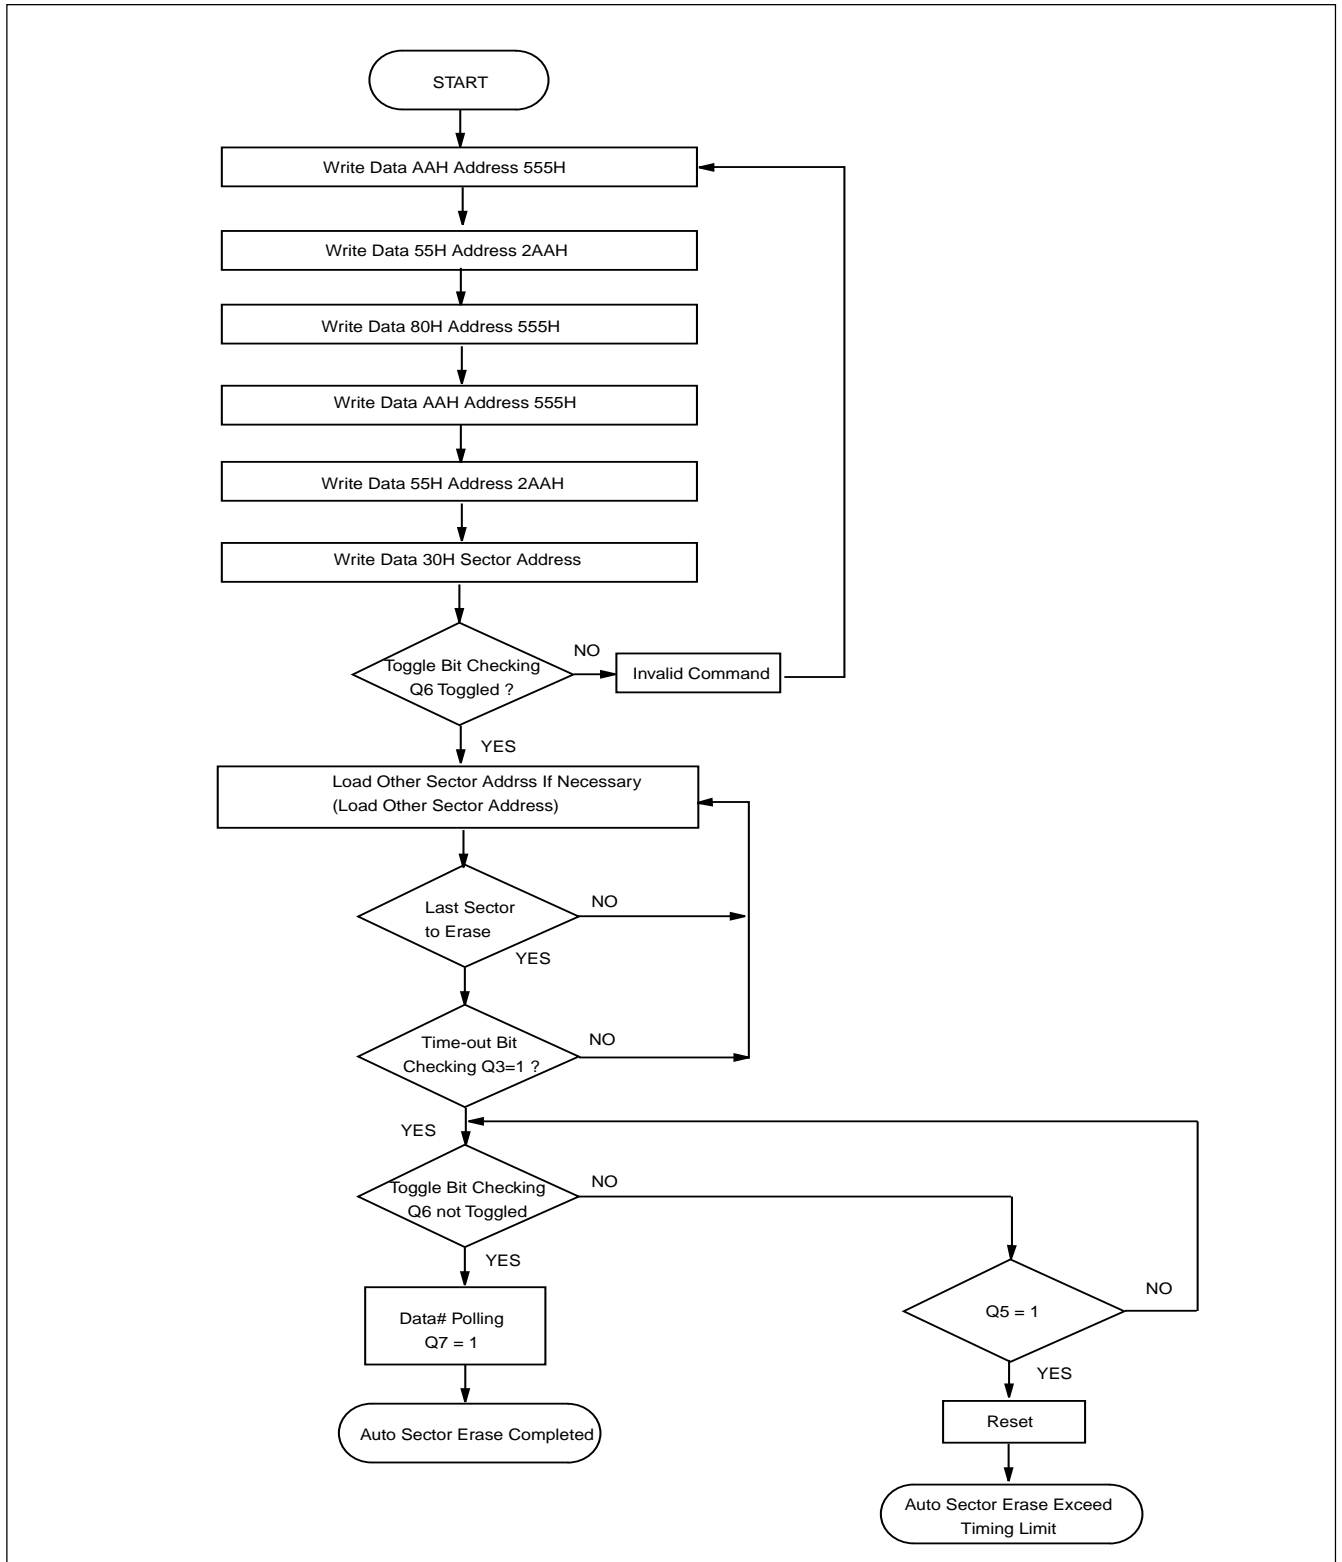 START
Write Data AAH Address 555H
Write Data 55H Address 2AAH
Write Data 80H Address 555H
Write Data AAH Address 555H
Write Data 55H Address 2AAH
Write Data 30H Sector Address
Toggle Bit Checking
Q6 Toggled ?
NO
Invalid Command
YES
Load Other Sector Addrss If Necessary
(Load Other Sector Address)
Last Sector
to Erase
NO
YES
Time-out Bit
Checking Q3=1 ?
NO
YES
Toggle Bit Checking
Q6 not Toggled
NO
YES
Q5 = 1
NO
Data# Polling
Q7 = 1
YES
Reset
Auto Sector Erase Completed
Auto Sector Erase Exceed
Timing Limit